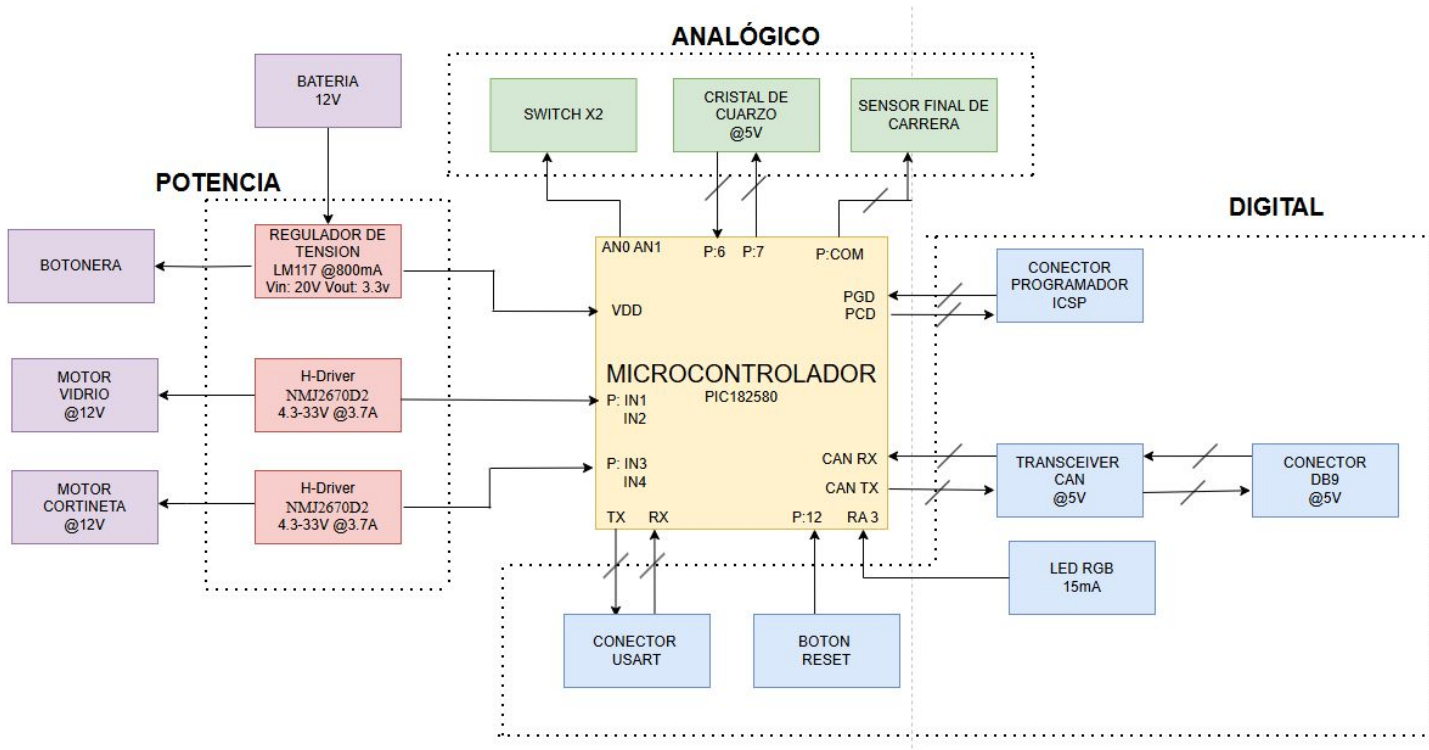 ANALÓGICO
BATERIA
12V
SWITCH X2
CRISTAL DE
CUARZO
@5V
SENSOR FINAL DE
CARRERA
POTENCIA
DIGITAL
BOTONERA
REGULADOR DE
TENSION
LM117 @800mA
Vin: 20V Vout: 3.3v
AN0 AN1
P:6
P:7
P:COM
VDD
PGD
PCD
CONECTOR
PROGRAMADOR
ICSP
MOTOR
VIDRIO
@12V
H-Driver
NMJ2670D2
4.3-33V @3.7A
MICROCONTROLADOR
PIC182580
P: IN1
IN2
MOTOR
CORTINETA
@12V
H-Driver
NMJ2670D2
4.3-33V @3.7A
P: IN3
IN4
CAN RX
CAN TX
TRANSCEIVER
CAN
@5V
CONECTOR
DB9
@5V
TX
RX
P:12
RA 3
LED RGB
15mA
CONECTOR
USART
BOTON
RESET